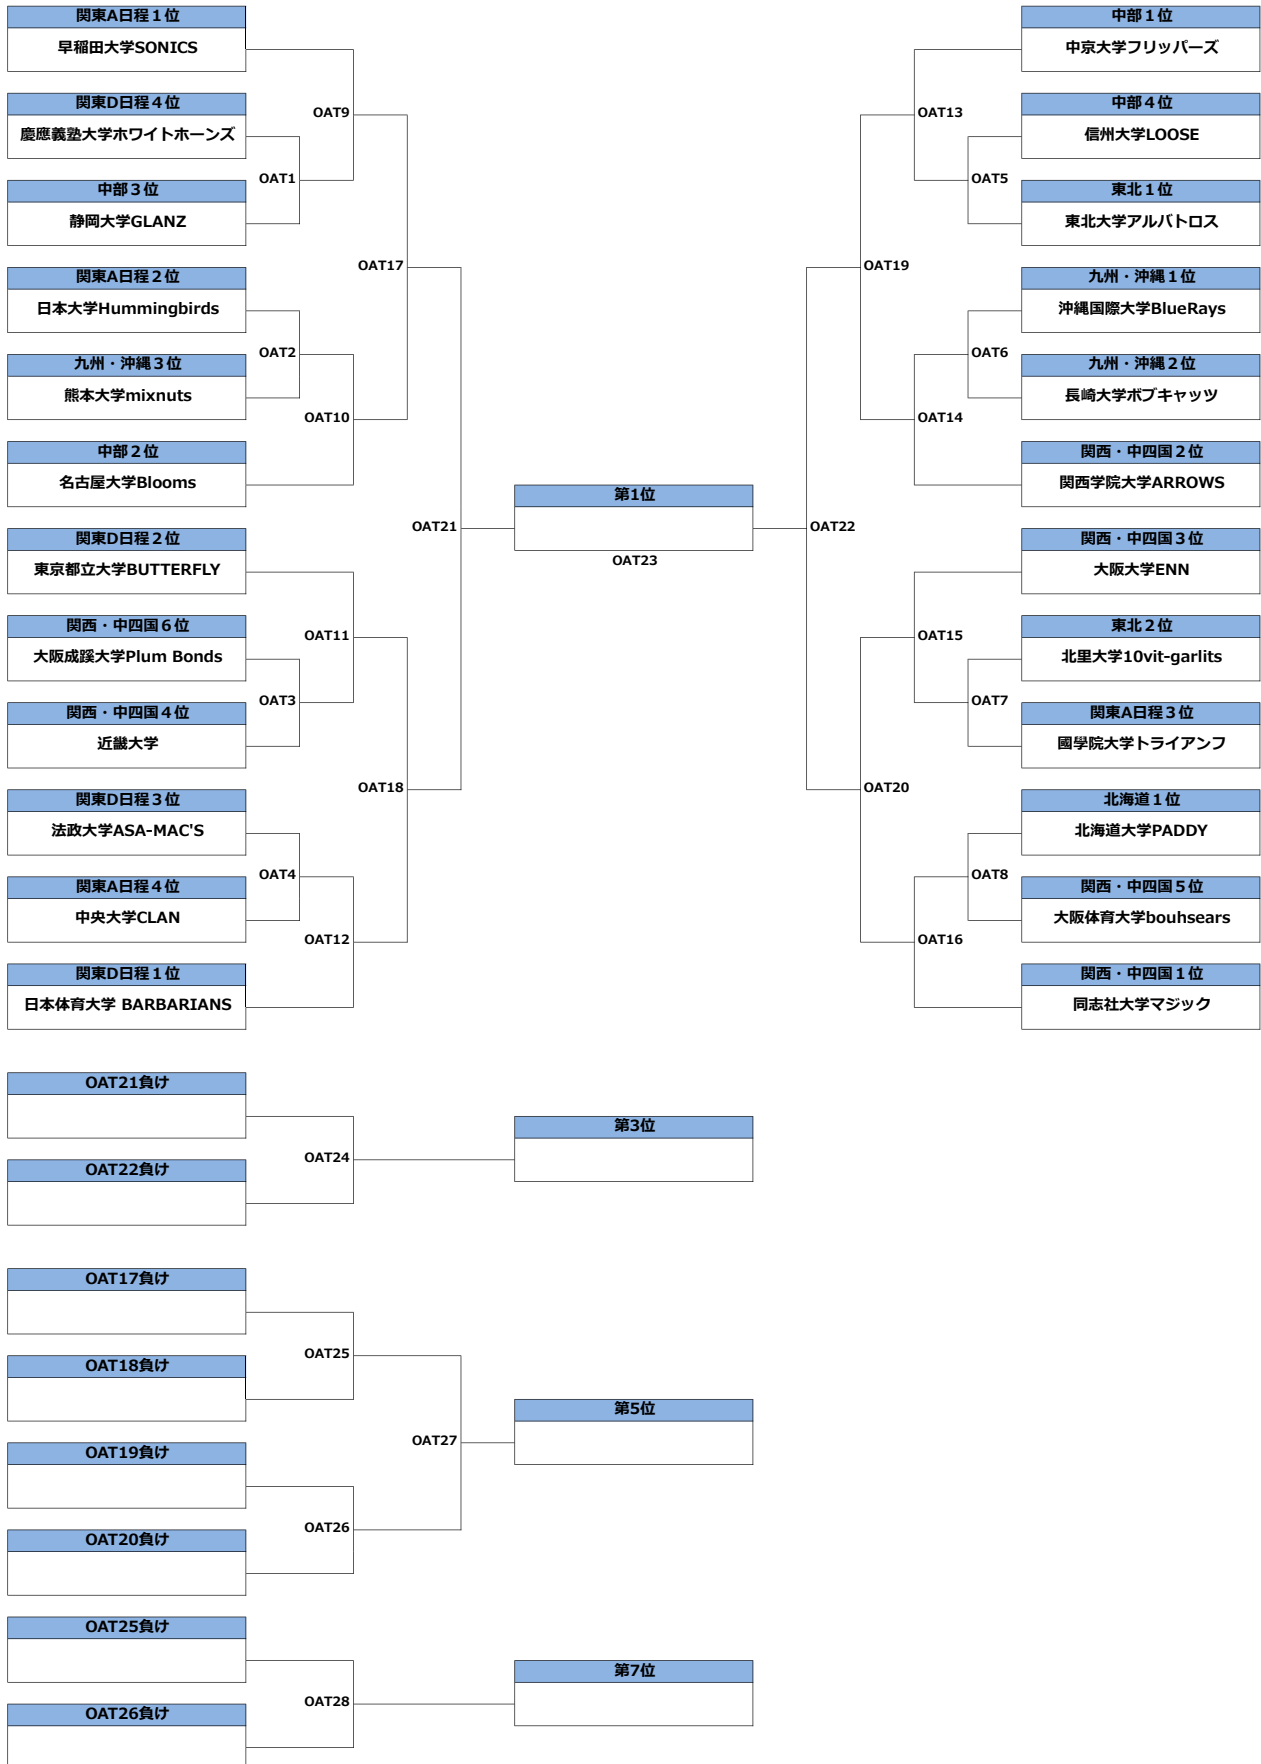 関東A日程１位
早稲田大学SONICS
関東D日程４位
慶應義塾大学ホワイトホーンズ
中部３位
静岡大学GLANZ
関東A日程２位
日本大学Hummingbirds
九州・沖縄３位
熊本大学mixnuts
中部２位
名古屋大学Blooms
関東D日程２位
東京都立大学BUTTERFLY
関西・中四国６位
大阪成蹊大学Plum Bonds
関西・中四国４位
近畿大学
関東D日程３位
法政大学ASA-MAC'S
関東A日程４位
中央大学CLAN
関東D日程１位
日本体育大学 BARBARIANS
OAT1
OAT2
OAT3
OAT4
OAT9
OAT10
OAT11
OAT12
OAT17
OAT18
OAT21
第1位
OAT23
OAT22
OAT19
OAT20
OAT13
OAT14
OAT15
OAT16
OAT5
OAT6
OAT7
OAT8
中部１位
中京大学フリッパーズ
中部４位
信州大学LOOSE
東北１位
東北大学アルバトロス
九州・沖縄１位
沖縄国際大学BlueRays
九州・沖縄２位
長崎大学ボブキャッツ
関西・中四国２位
関西学院大学ARROWS
関西・中四国３位
大阪大学ENN
東北２位
北里大学10vit-garlits
関東A日程３位
國學院大学トライアンフ
北海道１位
北海道大学PADDY
関西・中四国５位
大阪体育大学bouhsears
関西・中四国１位
同志社大学マジック
OAT21負け
OAT22負け
OAT24
第3位
OAT17負け
OAT18負け
OAT25
OAT19負け
OAT20負け
OAT26
OAT27
第5位
OAT25負け
OAT26負け
OAT28
第7位